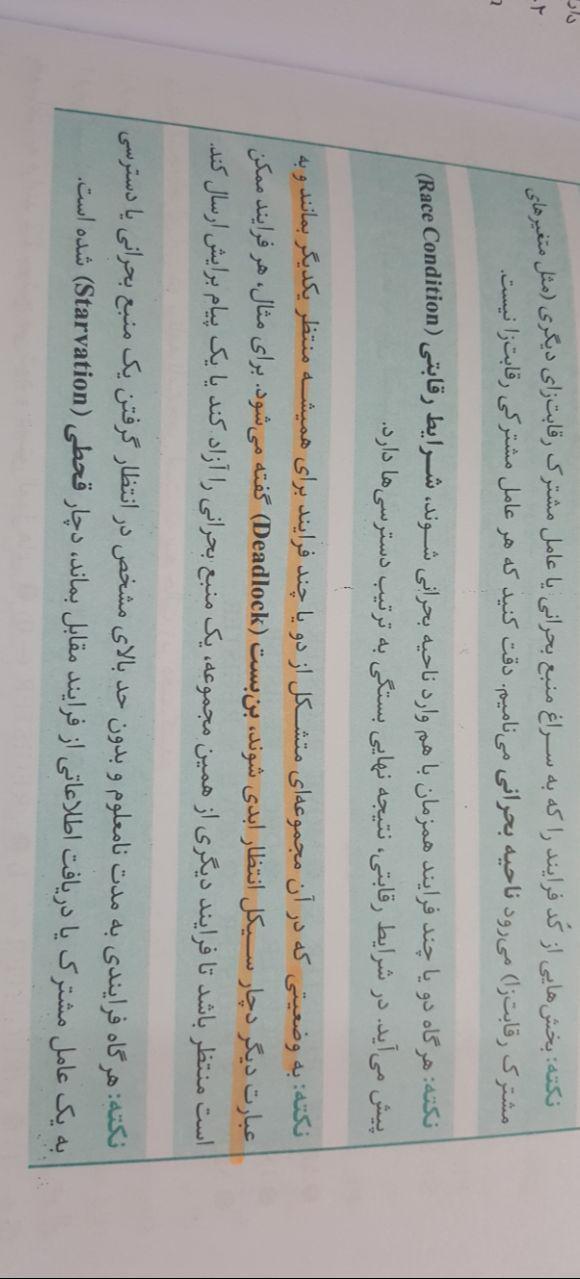 نکته: بخش‌هایی از کُد فرایند را که به سراغ منبع بحرانی یا عامل مشترک رقابت‌زای دیگری (مثل متغیرهای
مشترک رقابت‌زا) می‌رود ناحیه بحرانی می‌نامیم. دقت کنید که هر عامل مشترکی رقابت‌زا نیست.
نکته: هرگاه دو یا چند فرایند همزمان با هم وارد ناحیه بحرانی شوند، شرایط رقابتی (Race Condition)
پیش می‌آید. در شرایط رقابتی، نتیجه نهایی بستگی به ترتیب دسترسی‌ها دارد.
نکته: به وضعیتی که در آن مجموعه‌ای متشکل از دو یا چند فرایند برای همیشه منتظر یکدیگر بمانند و به
عبارت دیگر دچار سیکل انتظار ابدی شوند، بن‌بست (Deadlock) گفته می‌شود. برای مثال، هر فرایند ممکن
است منتظر باشد تا فرایند دیگری از همین مجموعه، یک منبع بحرانی را آزاد کند یا یک پیام برایش ارسال کند.
نکته: هرگاه فرایندی به مدت نامعلوم و بدون حد بالای مشخص در انتظار گرفتن یک منبع بحرانی یا دسترسی
به یک عامل مشترک یا دریافت اطلاعاتی از فرایند مقابل بماند، دچار قحطی (Starvation) شده است.